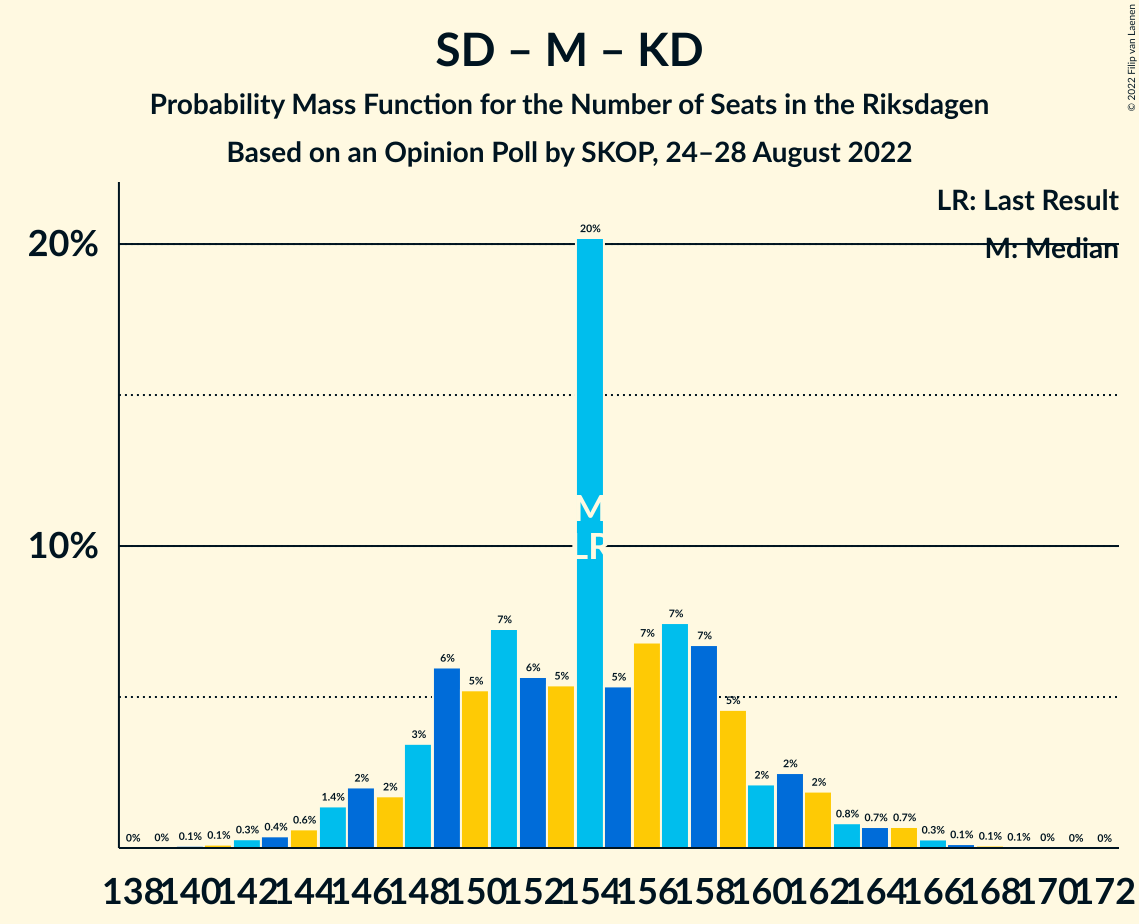 SD – M – KD
Probability Mass Function for the Number of Seats in the Riksdagen
Based on an Opinion Poll by SKOP, 24–28 August 2022
© 2022 Filip van Laenen
LR: Last Result
M: Median
20%
10%
0% 0% 0.1% 0.1% 0.3% 0.4% 0.6% 1.4% 2% 2% 3% 6% 5% 7% 6% 5% 20% 5% 7% 7% 7% 5% 2% 2% 2% 0.8% 0.7% 0.7% 0.3% 0.1% 0.1% 0.1% 0% 0% 0%
M
LR
138 140 142 144 146 148 150 152 154 156 158 160 162 164 166 168 170 172